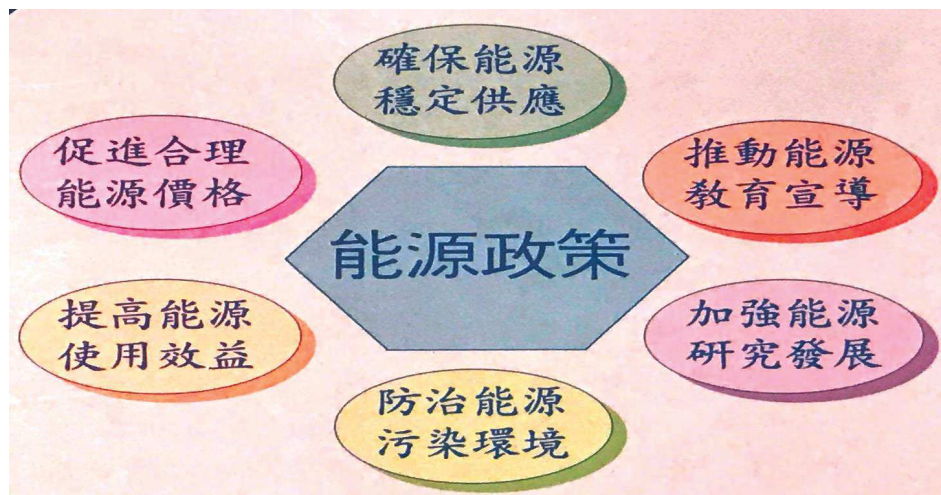 確保能源
穩定供應
促進合理
能源價格
推動能源
教育宣導
能源政策
提高能源
使用效益
加強能源
研究發展
防治能源
污染環境